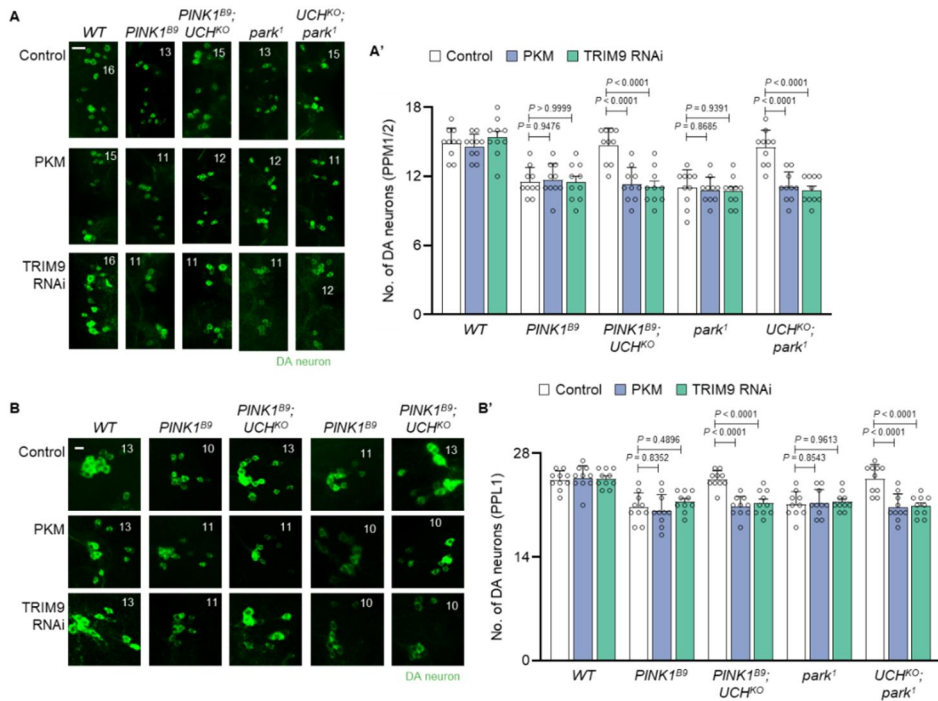 A
WT PINK1ᴮ⁹ PINK1ᴮ⁹; UCHᴷᴼ park¹ UCHᴷᴼ; park¹
Control 16 13 15 13 15
PKM 15 11 12 12 11
TRIM9 RNAi 16 11 11 11 12
DA neuron
A'
Control PKM TRIM9 RNAi
No. of DA neurons (PPM1/2)
18
12
6
0
P > 0.9999
P = 0.9476
P < 0.0001
P < 0.0001
P = 0.9391
P = 0.8685
P < 0.0001
P < 0.0001
WT PINK1ᴮ⁹ PINK1ᴮ⁹; UCHᴷᴼ park¹ UCHᴷᴼ; park¹
B
WT PINK1ᴮ⁹ PINK1ᴮ⁹; UCHᴷᴼ PINK1ᴮ⁹ PINK1ᴮ⁹; UCHᴷᴼ
Control 13 10 13 11 13
PKM 13 11 11 10 10
TRIM9 RNAi 13 11 10 10 10
DA neuron
B'
Control PKM TRIM9 RNAi
No. of DA neurons (PPL1)
28
14
0
P = 0.4896
P = 0.8352
P < 0.0001
P < 0.0001
P = 0.9613
P = 0.8543
P < 0.0001
P < 0.0001
WT PINK1ᴮ⁹ PINK1ᴮ⁹; UCHᴷᴼ park¹ UCHᴷᴼ; park¹